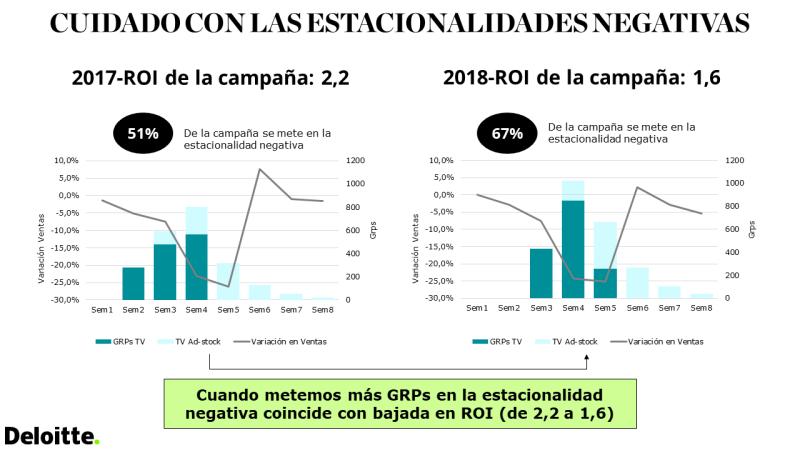 CUIDADO CON LAS ESTACIONALIDADES NEGATIVAS
2017-ROI de la campaña: 2,2
51%
De la campaña se mete en la
estacionalidad negativa
10,0%
5,0%
0,0%
-5,0%
-10,0%
-15,0%
-20,0%
-25,0%
-30,0%
Variación Ventas
1200
1000
800
600
400
200
0
Grps
Sem1 Sem2 Sem3 Sem4 Sem5 Sem6 Sem7 Sem8
GRPs TV TV Ad-stock Variación en Ventas
2018-ROI de la campaña: 1,6
67%
De la campaña se mete en la
estacionalidad negativa
10,0%
5,0%
0,0%
-5,0%
-10,0%
-15,0%
-20,0%
-25,0%
-30,0%
Variación Ventas
1200
1000
800
600
400
200
0
Grps
Sem1 Sem2 Sem3 Sem4 Sem5 Sem6 Sem7 Sem8
GRPs TV TV Ad-stock Variación en Ventas
Cuando metemos más GRPs en la estacionalidad
negativa coincide con bajada en ROI (de 2,2 a 1,6)
Deloitte.